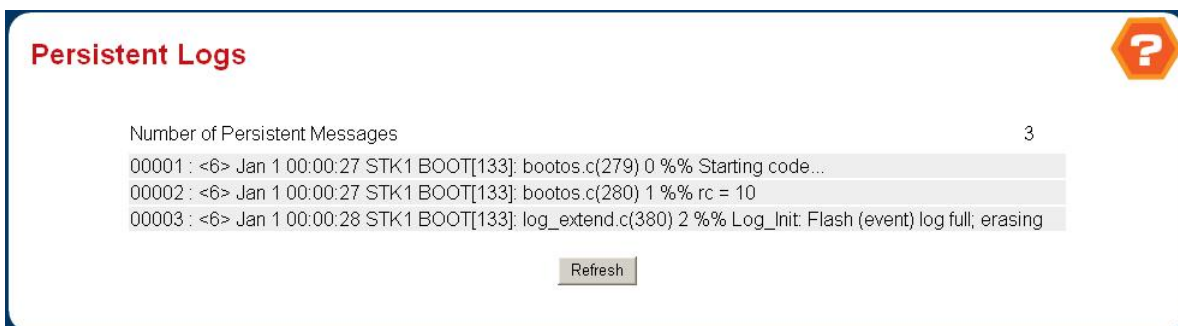 Persistent Logs
?
Number of Persistent Messages 3
00001 : <6> Jan 1 00:00:27 STK1 BOOT[133]: bootos.c(279) 0 %% Starting code...
00002 : <6> Jan 1 00:00:27 STK1 BOOT[133]: bootos.c(280) 1 %% rc = 10
00003 : <6> Jan 1 00:00:28 STK1 BOOT[133]: log_extend.c(380) 2 %% Log_Init: Flash (event) log full; erasing
Refresh